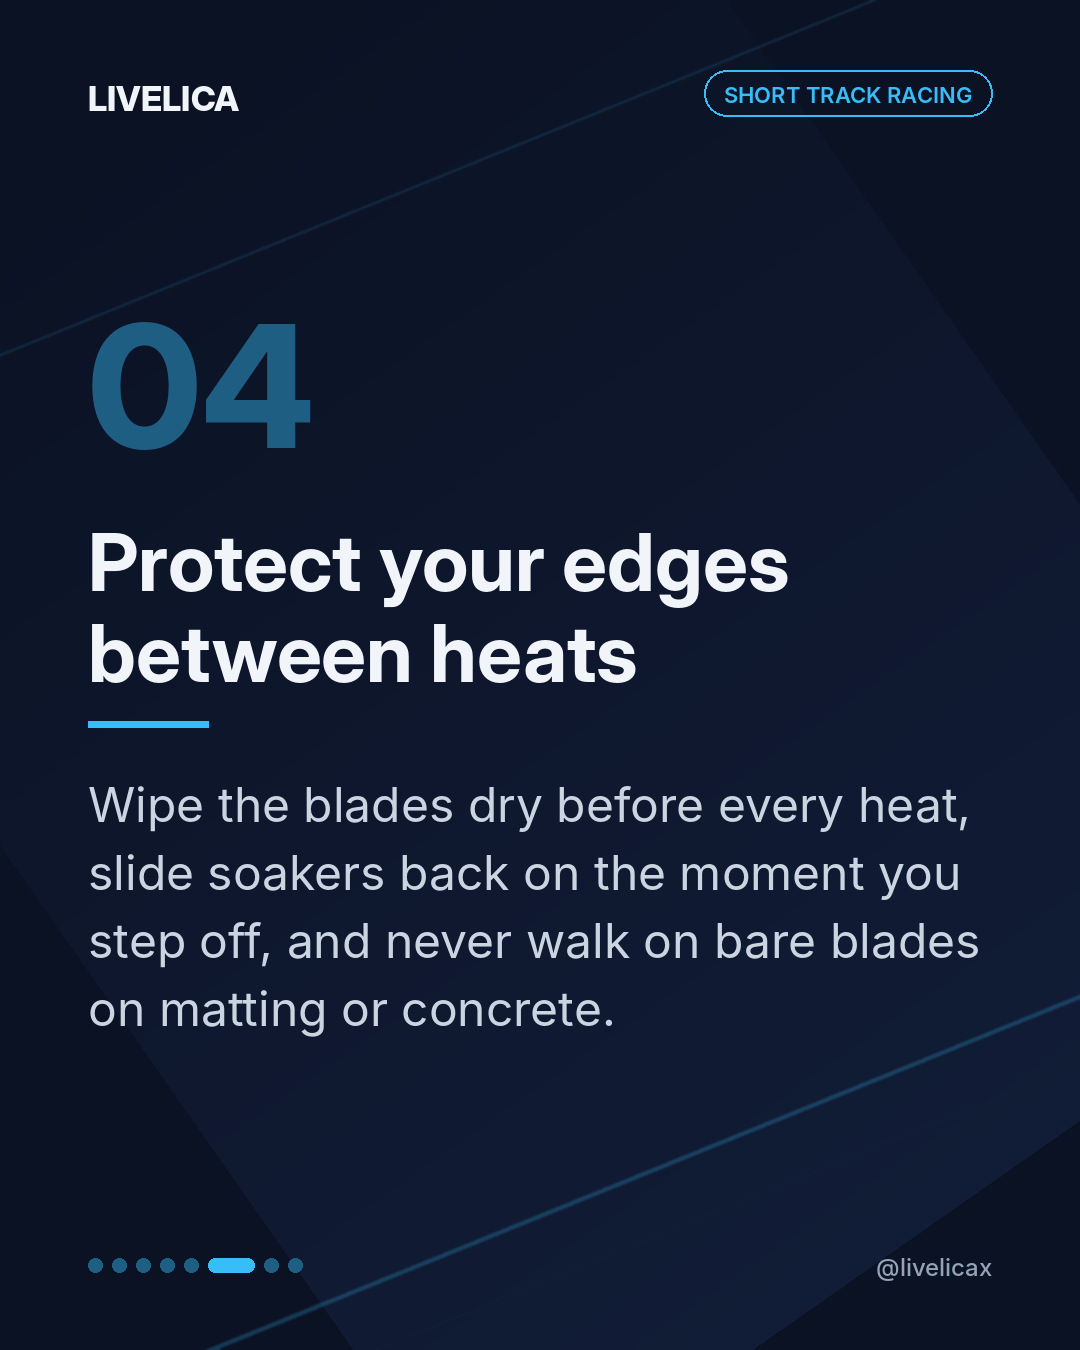 LIVELICA
SHORT TRACK RACING
04
Protect your edges
between heats
Wipe the blades dry before every heat,
slide soakers back on the moment you
step off, and never walk on bare blades
on matting or concrete.
@livelicax